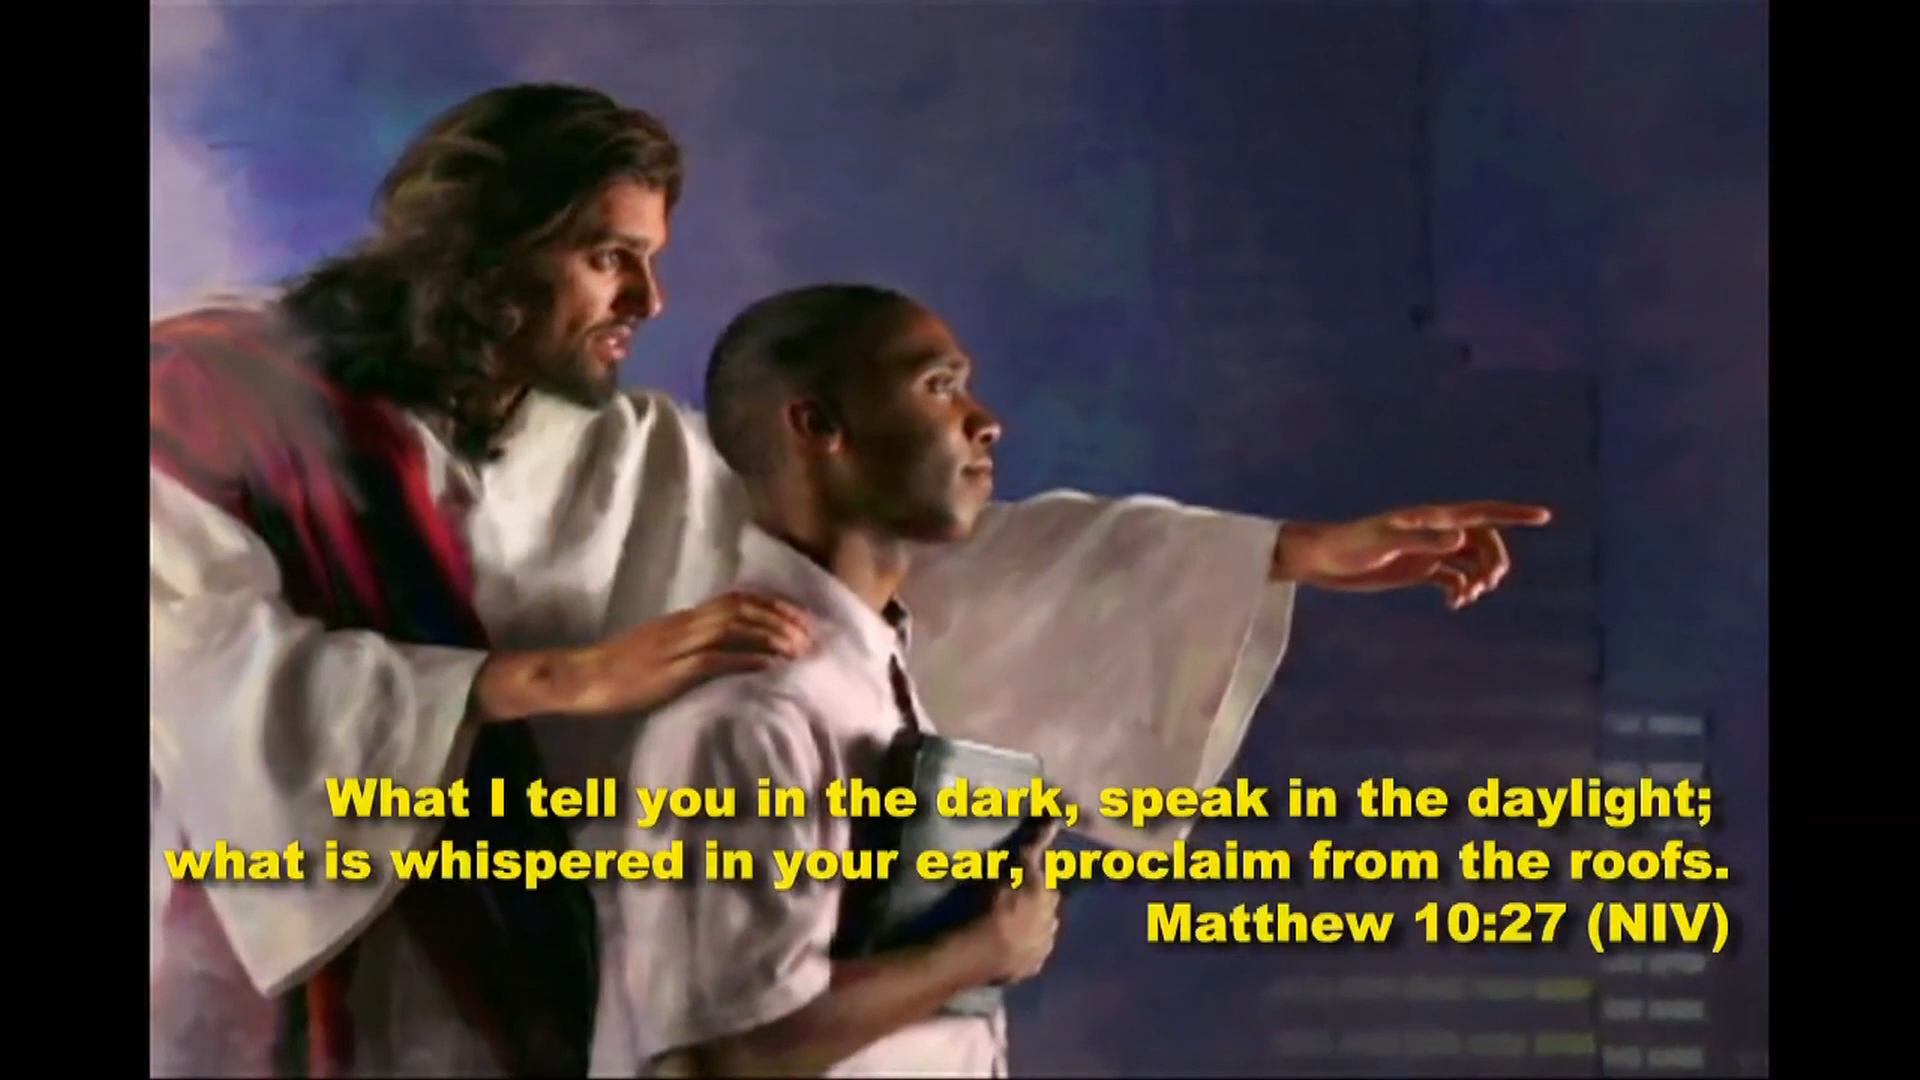 What I tell you in the dark, speak in the daylight;
what is whispered in your ear, proclaim from the roofs.
Matthew 10:27 (NIV)